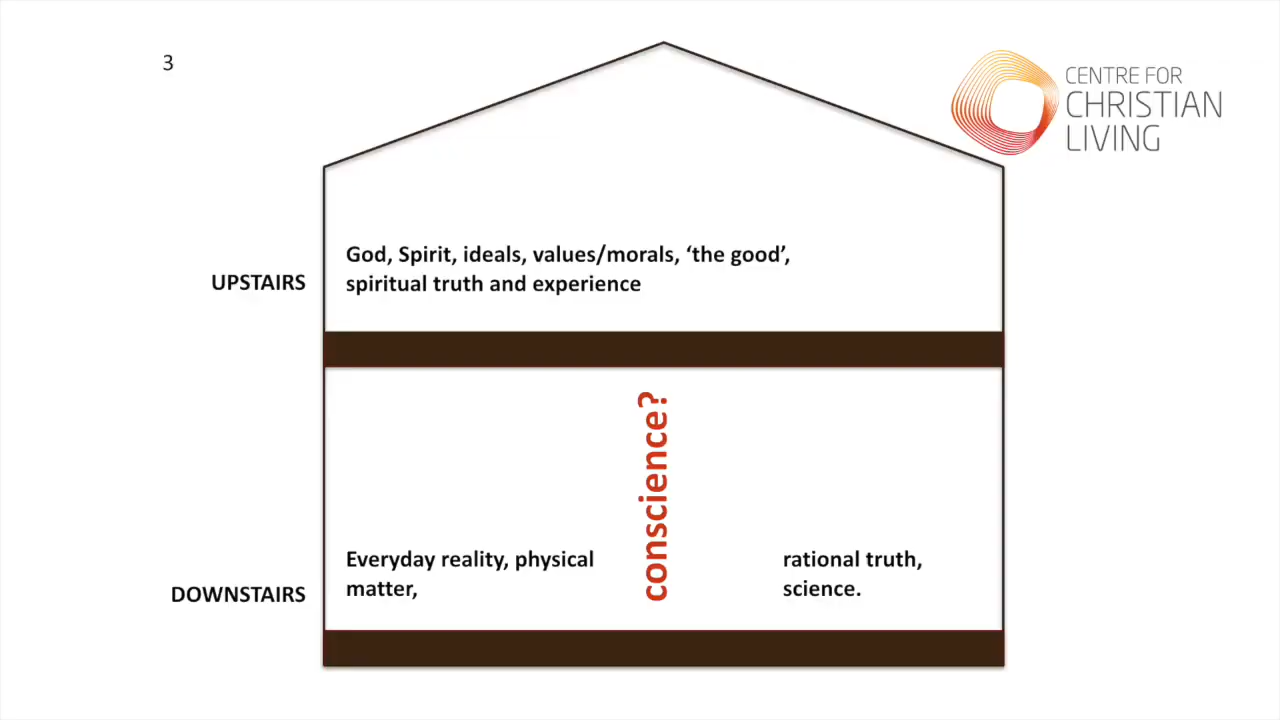 3
CENTRE FOR
CHRISTIAN
LIVING
God, Spirit, ideals, values/morals, ‘the good’,
spiritual truth and experience
UPSTAIRS
conscience?
Everyday reality, physical
matter,
rational truth,
science.
DOWNSTAIRS